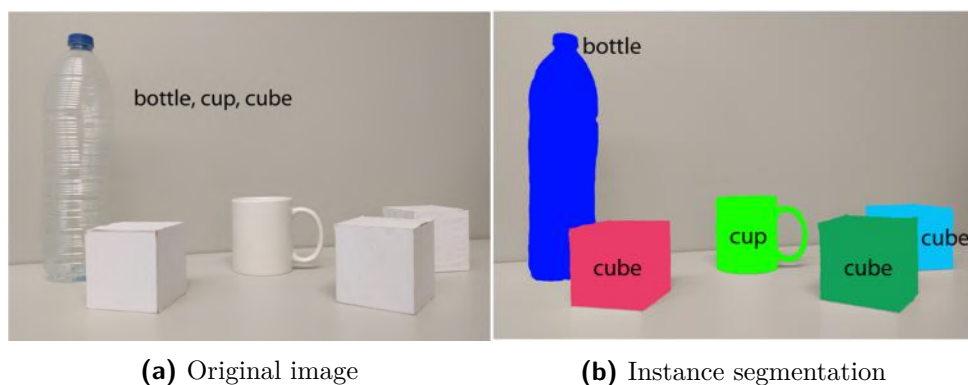 bottle, cup, cube
bottle
cup
cube
cube
cube
(a) Original image
(b) Instance segmentation